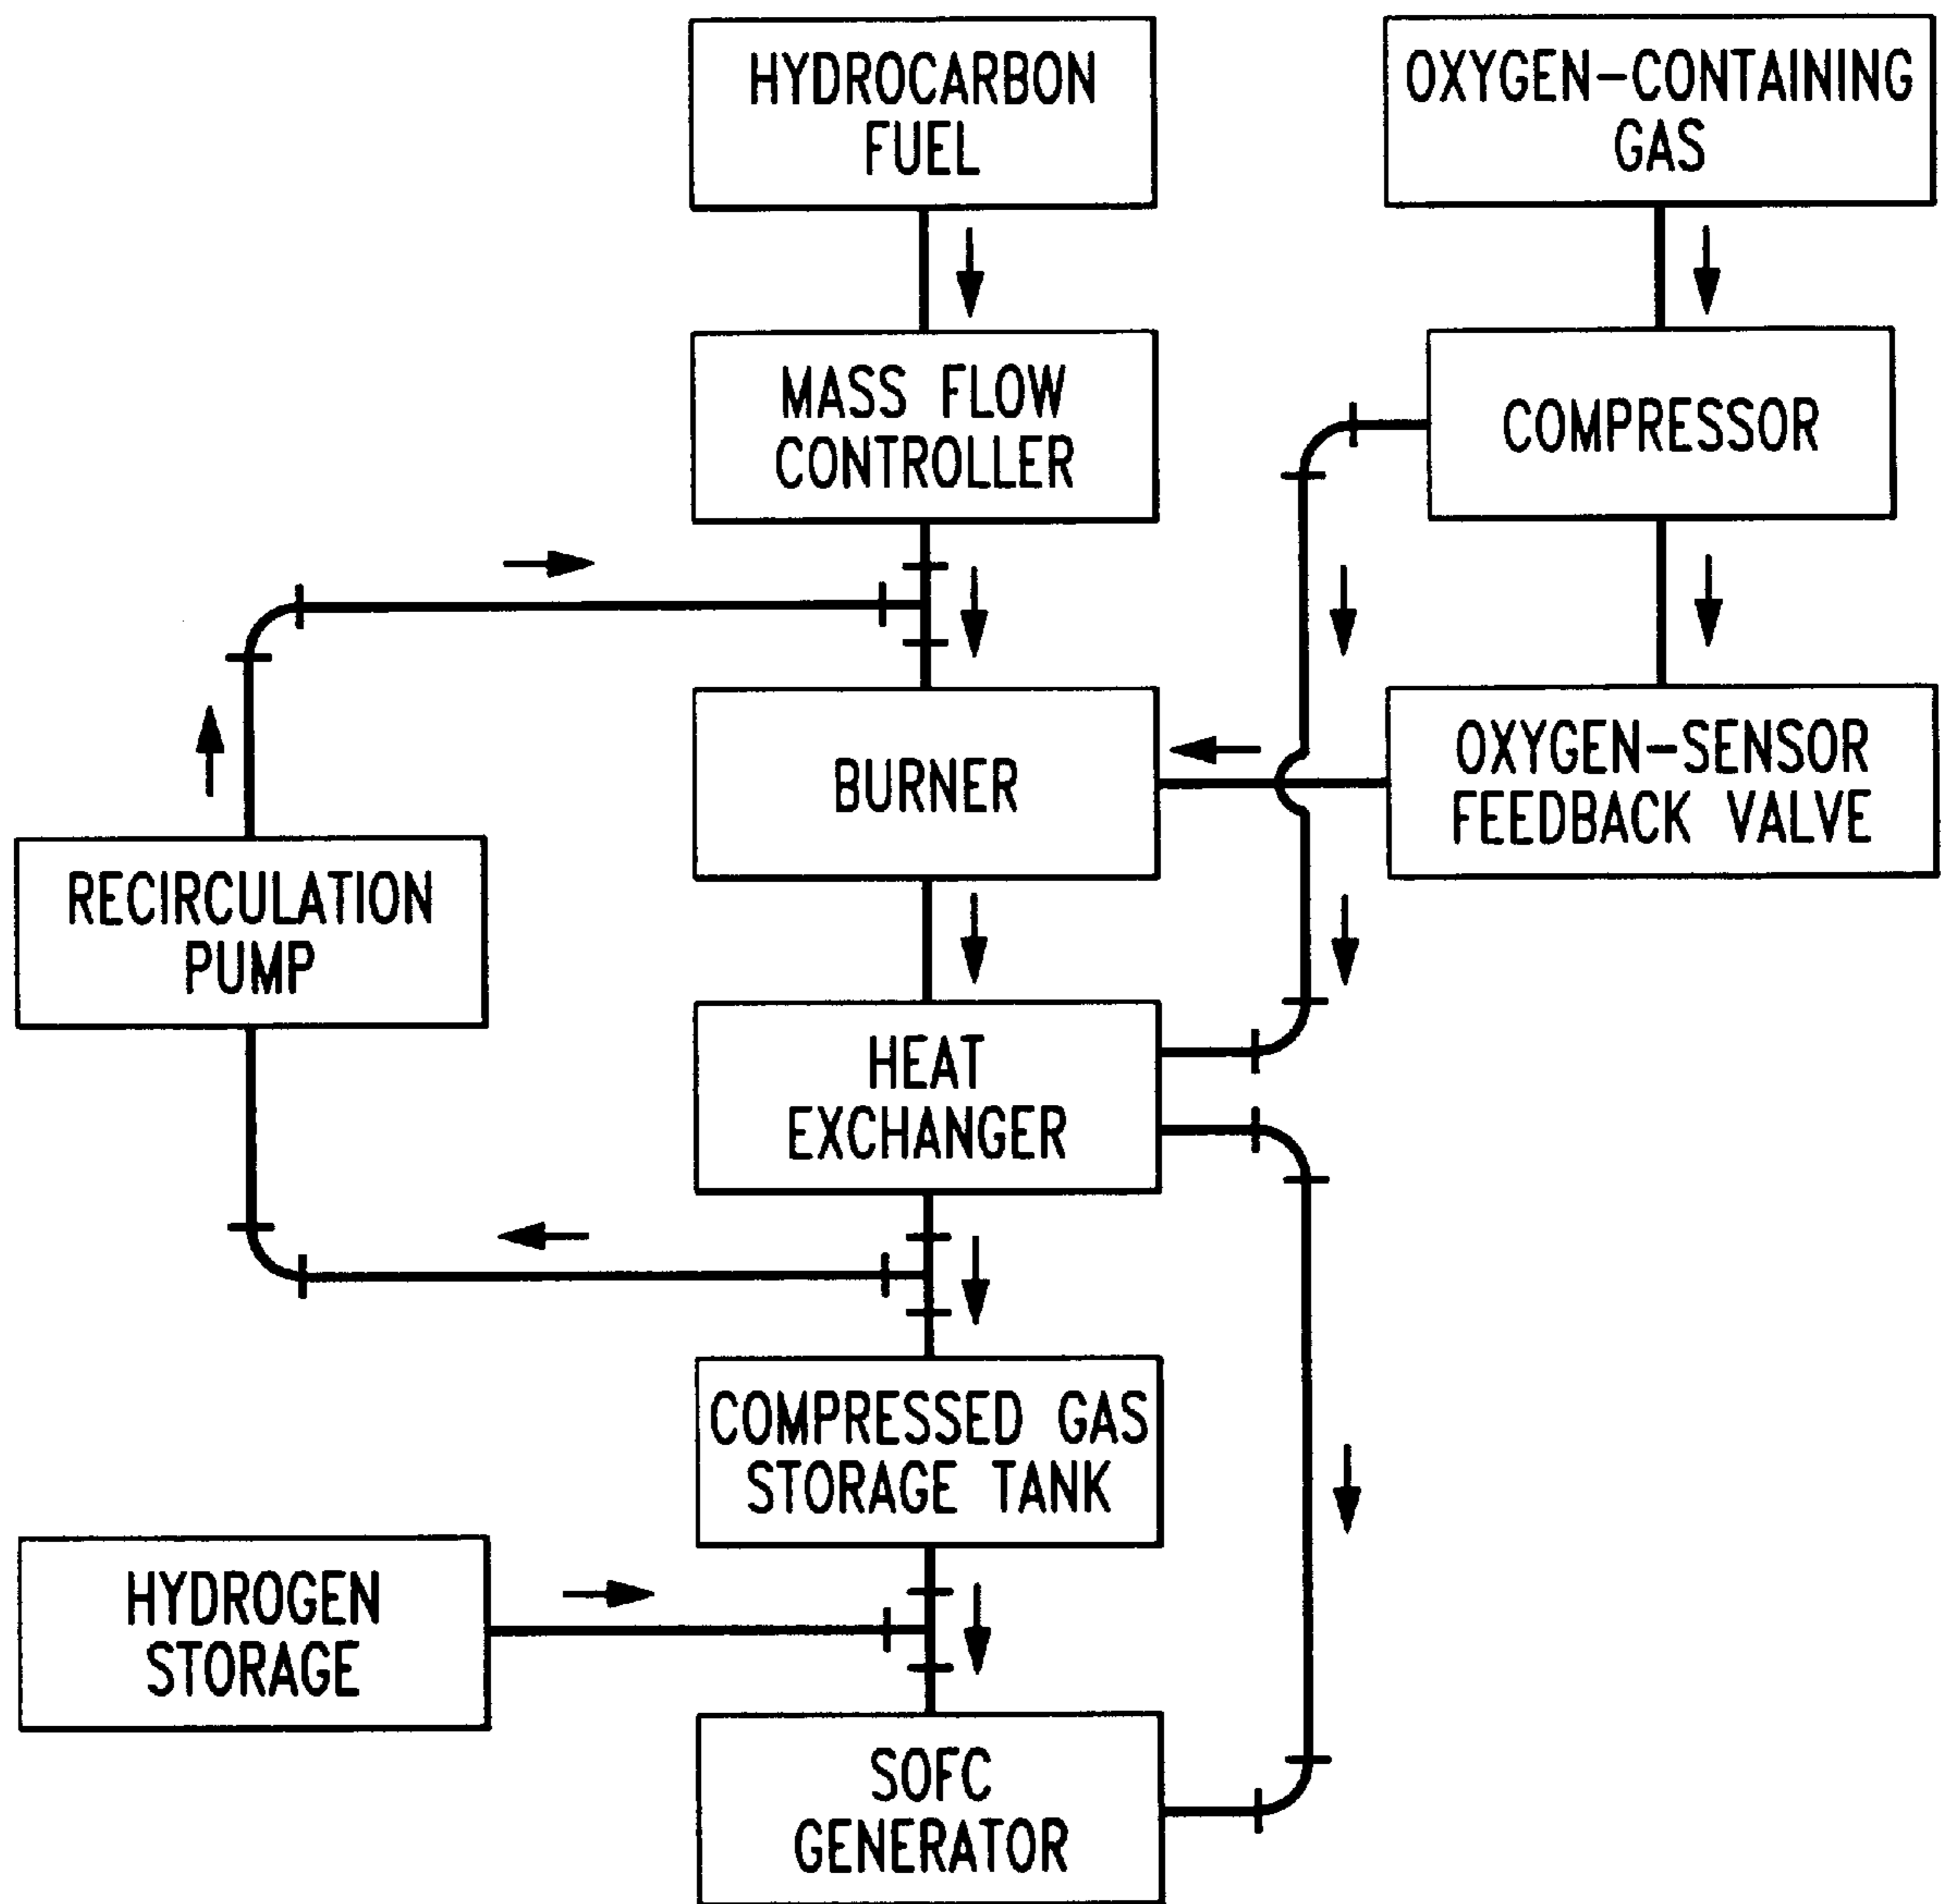 HYDROCARBON
FUEL
OXYGEN-CONTAINING
GAS
MASS FLOW
CONTROLLER
COMPRESSOR
BURNER
OXYGEN-SENSOR
FEEDBACK VALVE
RECIRCULATION
PUMP
HEAT
EXCHANGER
COMPRESSED GAS
STORAGE TANK
HYDROGEN
STORAGE
SOFC
GENERATOR